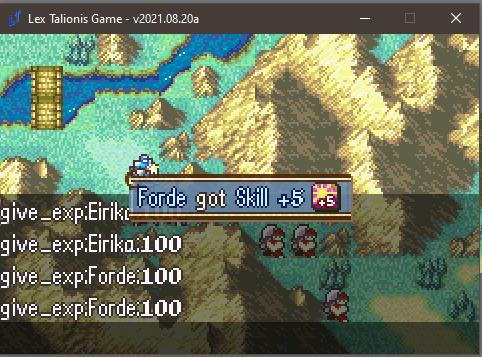 Lex Talionis Game - v2021.08.20a
Forde got Skill +5 +5
give_exp:Eirika:100
give_exp:Eirika:100
give_exp:Forde:100
give_exp:Forde:100